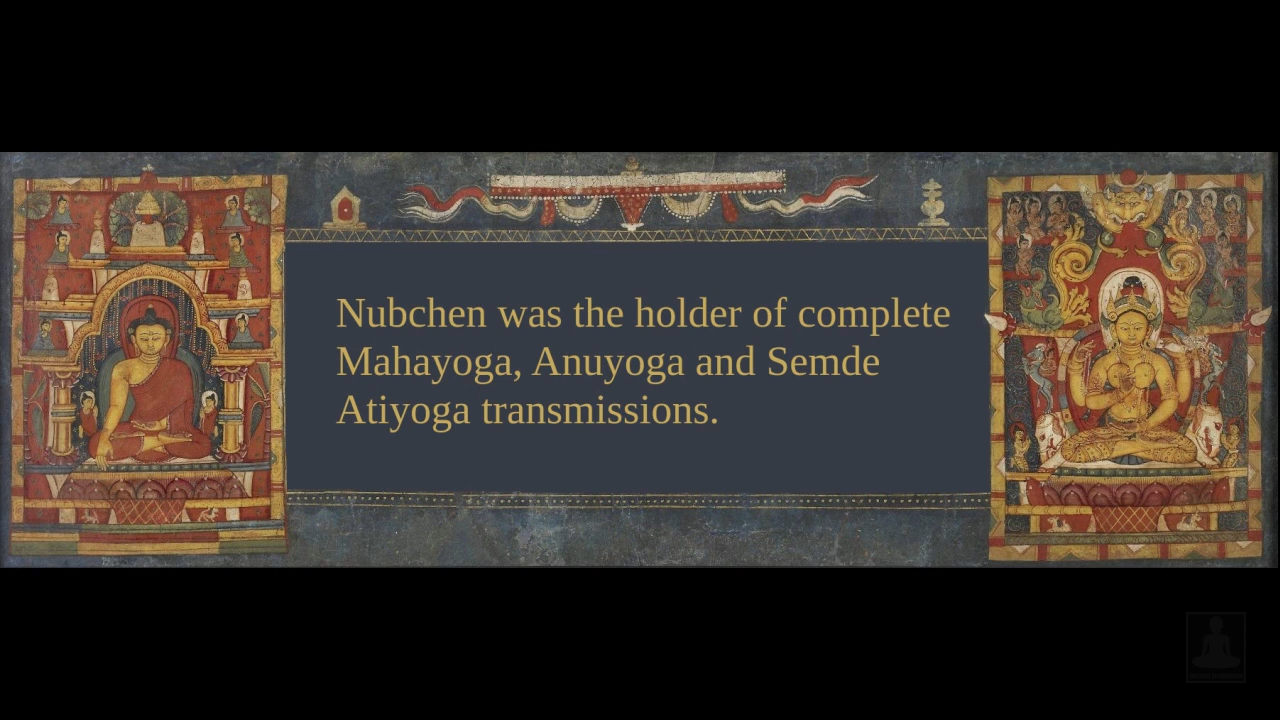 Nubchen was the holder of complete
Mahayoga, Anuyoga and Semde
Atiyoga transmissions.